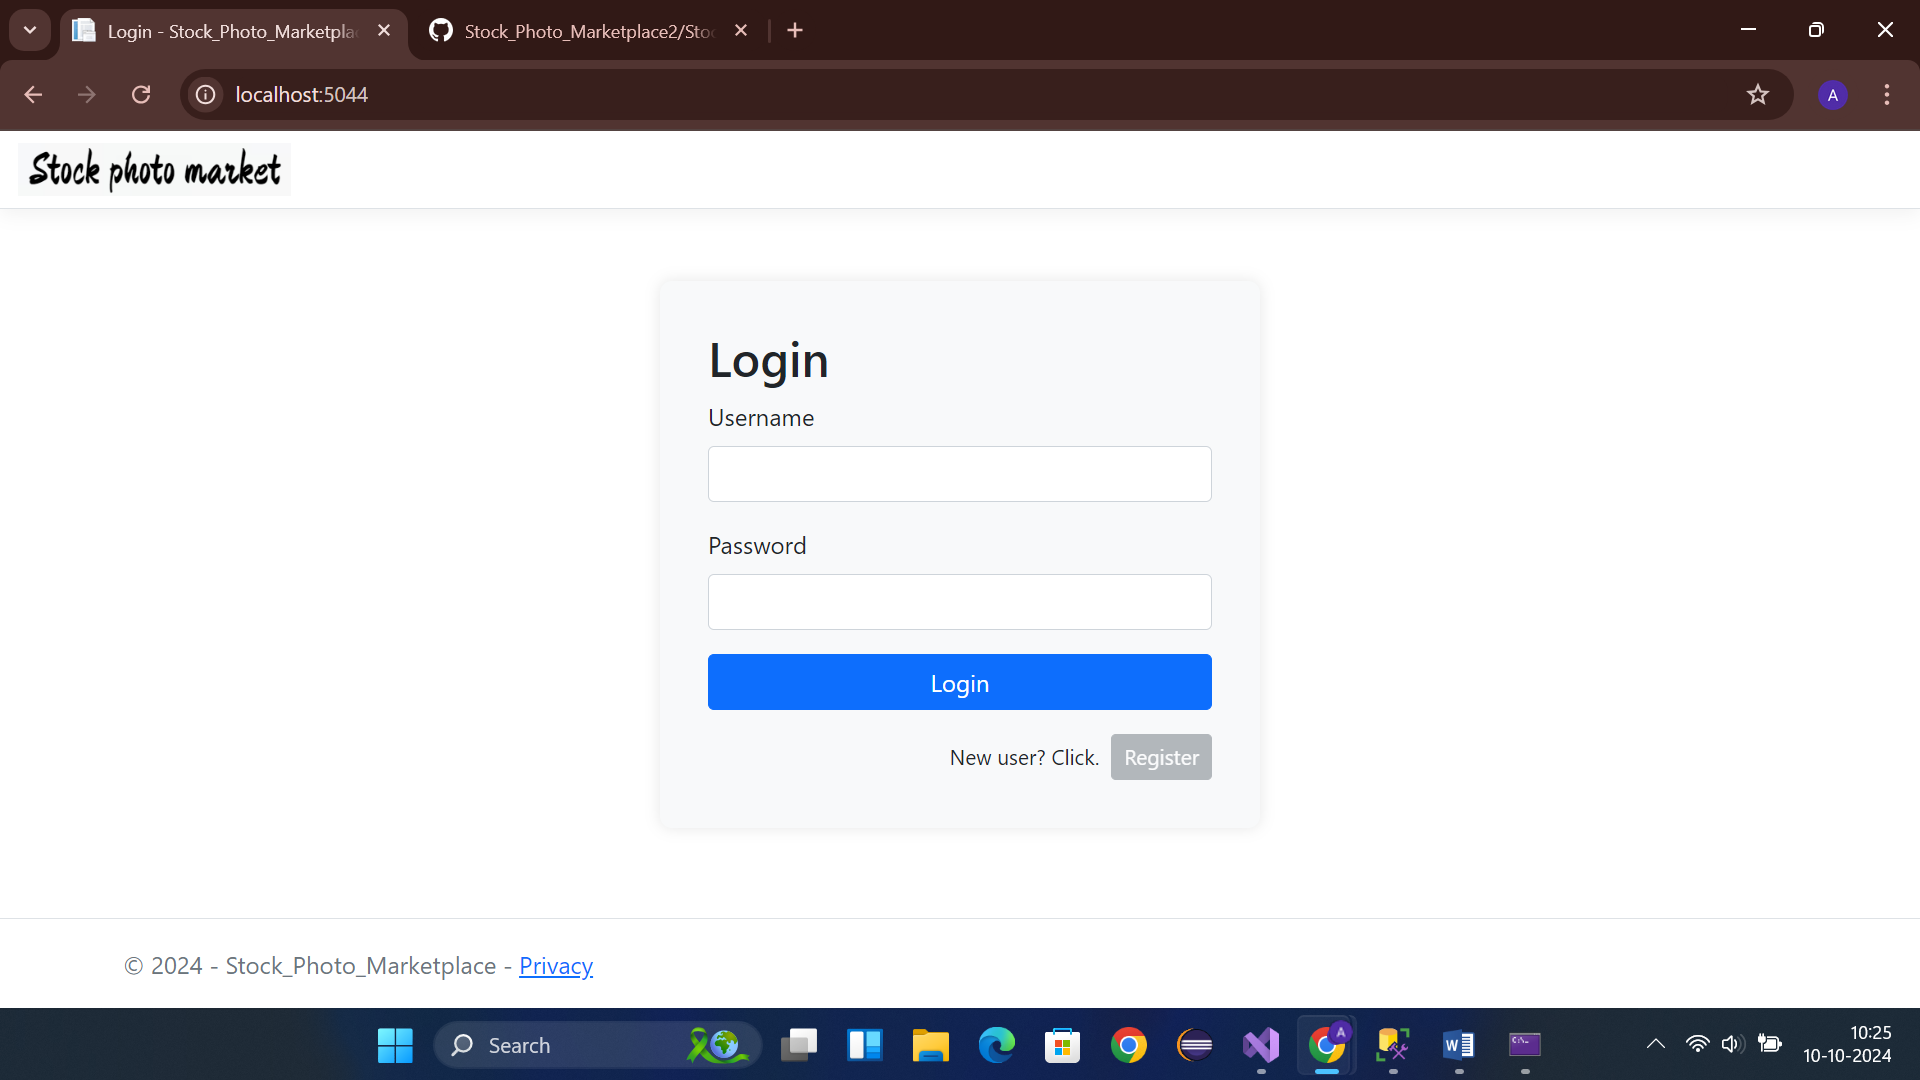 Login - Stock_Photo_Marketpla
Stock_Photo_Marketplace2/Stoc
localhost:5044
A
Stock photo market
Login
Username
Password
Login
New user? Click. Register
© 2024 - Stock_Photo_Marketplace - Privacy
Search
A
W
C:\_
10:25
10-10-2024